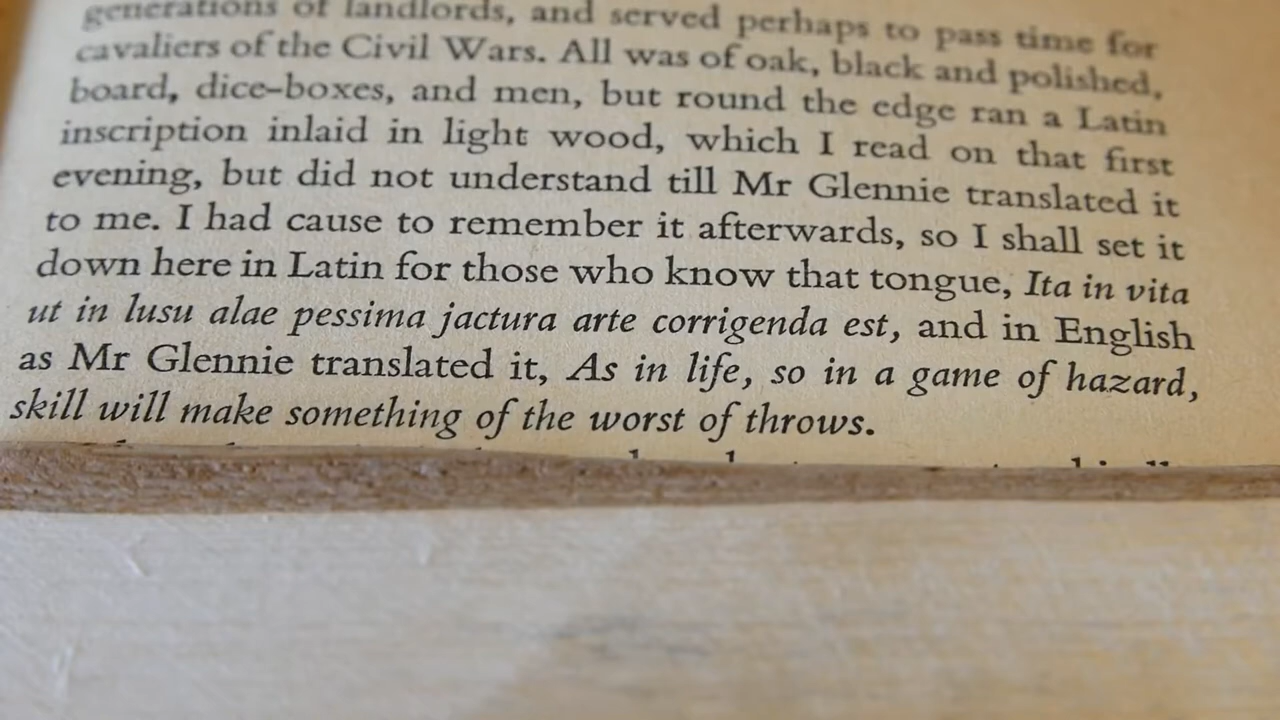 generations of landlords, and served perhaps to pass time for
cavaliers of the Civil Wars. All was of oak, black and polished,
board, dice-boxes, and men, but round the edge ran a Latin
inscription inlaid in light wood, which I read on that first
evening, but did not understand till Mr Glennie translated it
to me. I had cause to remember it afterwards, so I shall set it
down here in Latin for those who know that tongue, Ita in vita
ut in lusu alae pessima jactura arte corrigenda est, and in English
as Mr Glennie translated it, As in life, so in a game of hazard,
skill will make something of the worst of throws.